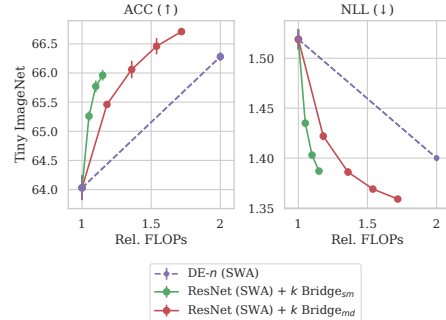 ACC (↑)
NLL (↓)
Tiny ImageNet
66.5
66.0
65.5
65.0
64.5
64.0
1
1.5
2
Rel. FLOPs
1.50
1.45
1.40
1.35
1
1.5
2
Rel. FLOPs
DE-n (SWA)
ResNet (SWA) + k Bridge_sm
ResNet (SWA) + k Bridge_md